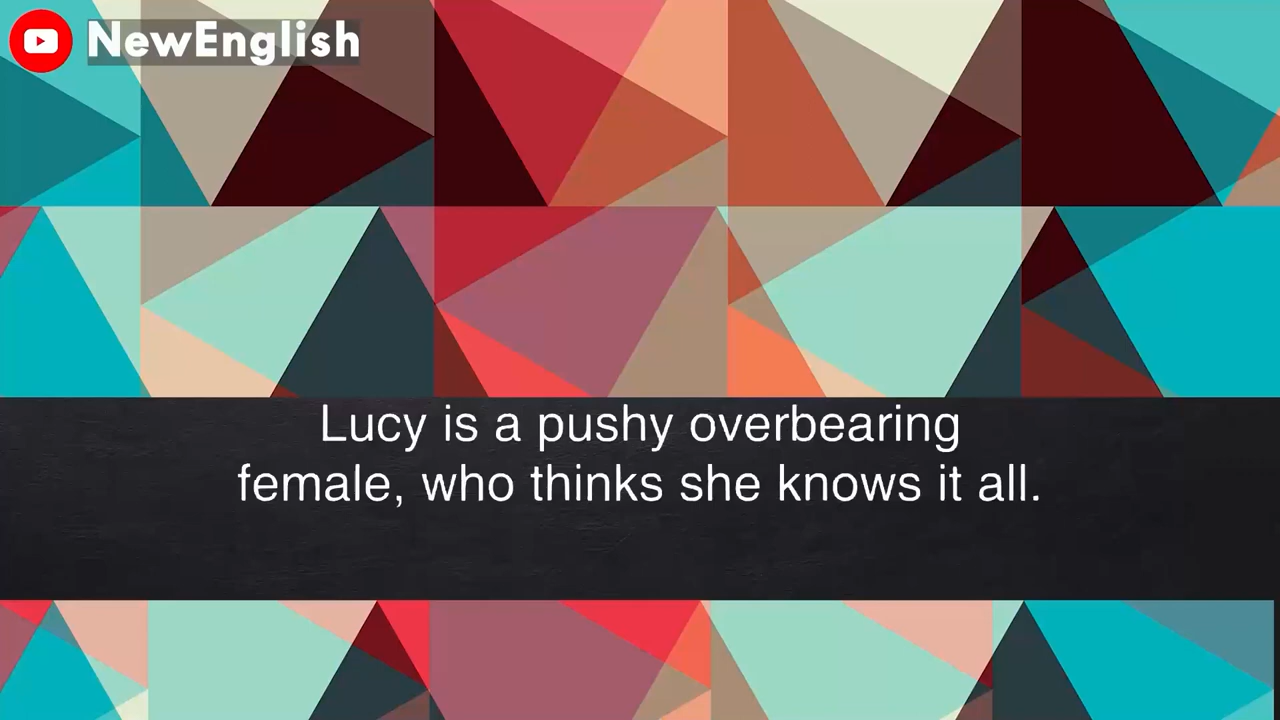 NewEnglish
Lucy is a pushy overbearing
female, who thinks she knows it all.